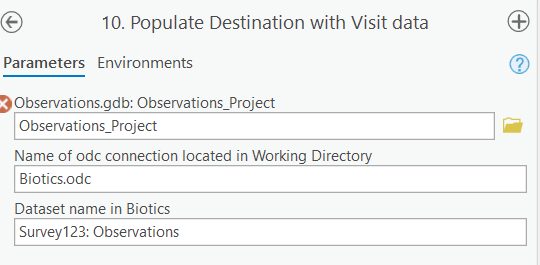 10. Populate Destination with Visit data
Parameters Environments
Observations.gdb: Observations_Project
Observations_Project
Name of odc connection located in Working Directory
Biotics.odc
Dataset name in Biotics
Survey123: Observations